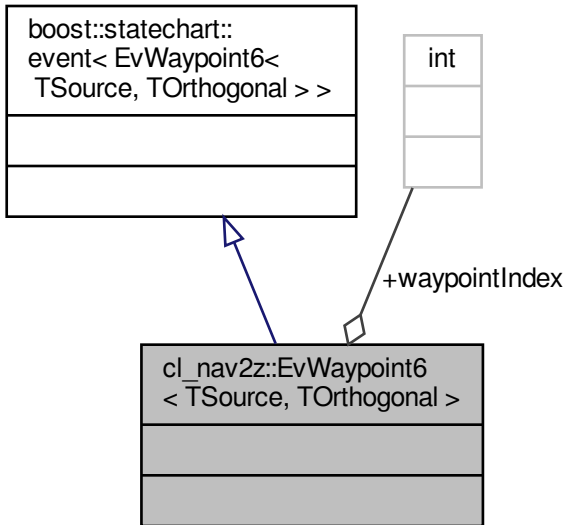 boost::statechart::
event< EvWaypoint6<
TSource, TOrthogonal > >
int
+waypointIndex
cl_nav2z::EvWaypoint6
< TSource, TOrthogonal >